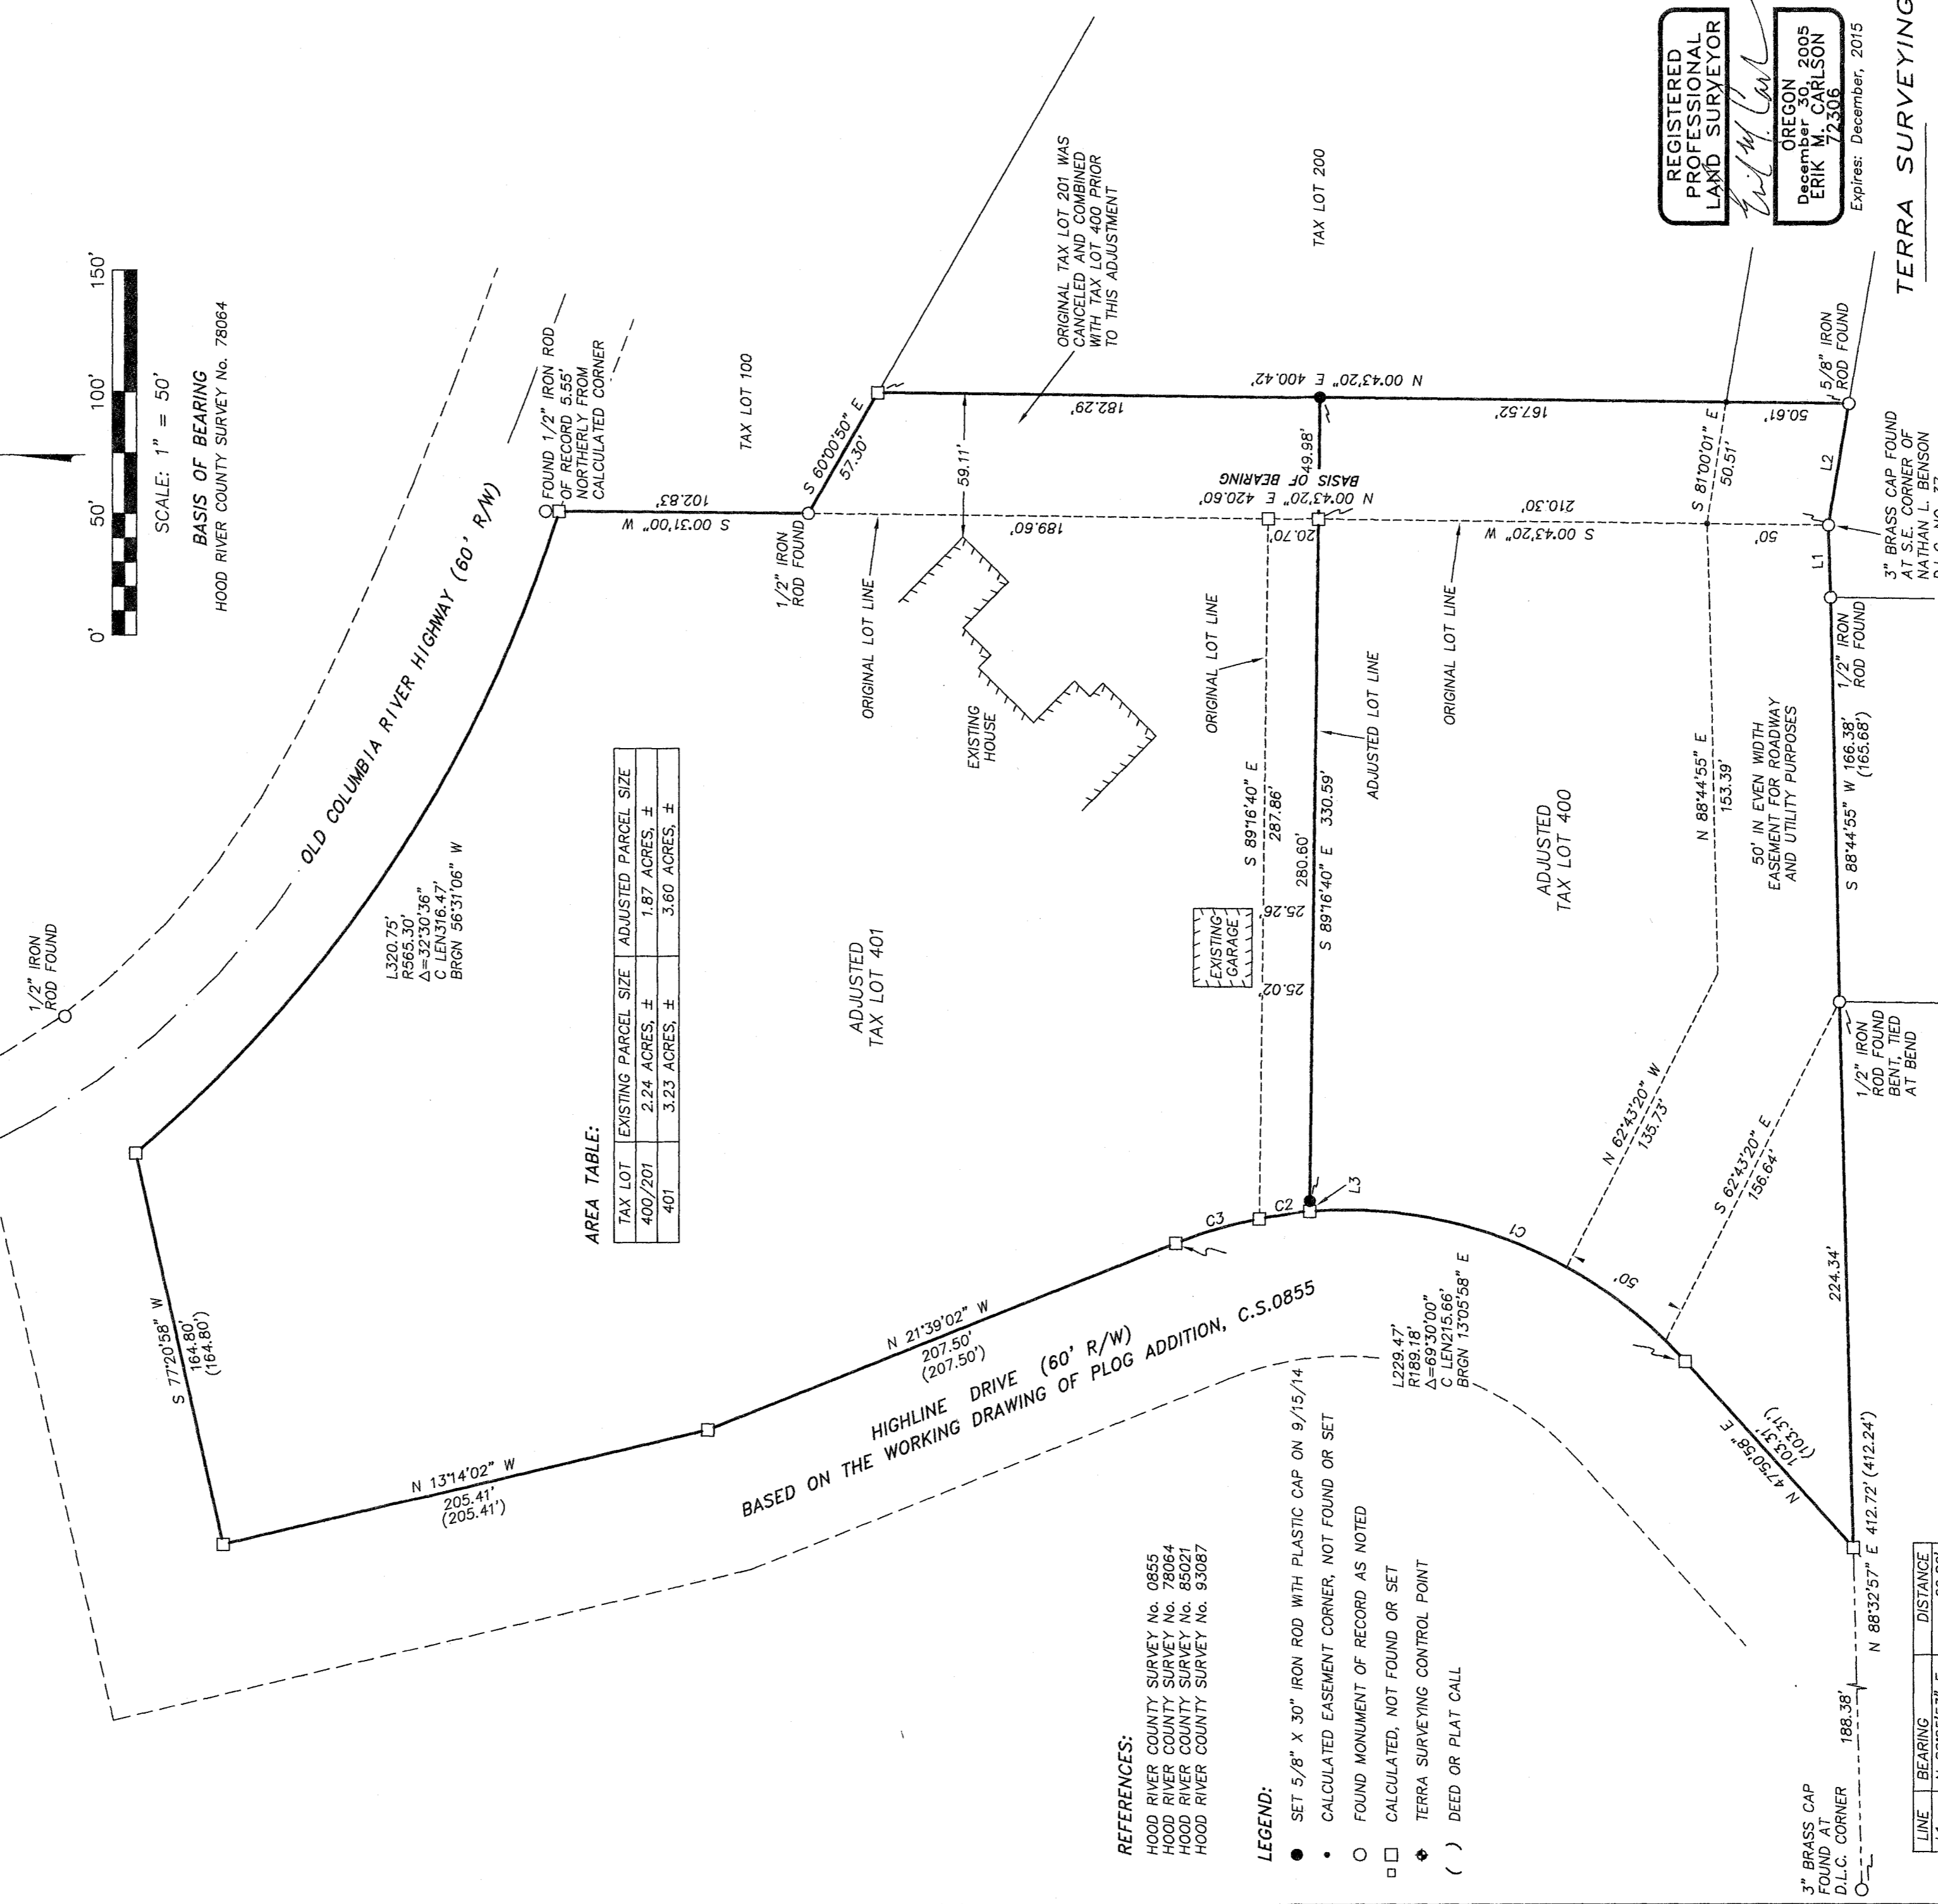 0' 50' 100' 150'
SCALE: 1" = 50'
BASIS OF BEARING
HOOD RIVER COUNTY SURVEY No. 78064
1/2" IRON
ROD FOUND
OLD COLUMBIA RIVER HIGHWAY (60' R/W)
L320.75'
R565.30'
Δ=32°30'36"
C LEN316.47'
BRGN 56°31'06" W
FOUND 1/2" IRON ROD
OF RECORD 5.55'
NORTHERLY FROM
CALCULATED CORNER
TAX LOT 100
S 00°31'00" W
102.83'
S 60°00'50" E
57.30'
1/2" IRON
ROD FOUND
ORIGINAL TAX LOT 201 WAS
CANCELED AND COMBINED
WITH TAX LOT 400 PRIOR
TO THIS ADJUSTMENT
TAX LOT 200
N 00°43'20" E 400.42'
182.29'
167.52'
50.61'
59.11'
189.60'
ORIGINAL LOT LINE
EXISTING
HOUSE
AREA TABLE:
TAX LOT EXISTING PARCEL SIZE ADJUSTED PARCEL SIZE
400/201 2.24 ACRES, ± 1.87 ACRES, ±
401 3.23 ACRES, ± 3.60 ACRES, ±
ADJUSTED
TAX LOT 401
S 77°20'58" W
164.80'
(164.80')
N 13°14'02" W
205.41'
(205.41')
N 21°39'02" W
207.50'
(207.50')
HIGHLINE DRIVE (60' R/W)
BASED ON THE WORKING DRAWING OF PLOG ADDITION, C.S.0855
C3
C2
L3
C1
EXISTING
GARAGE
25.02'
25.26'
ORIGINAL LOT LINE
S 89°16'40" E
287.86'
280.60'
S 89°16'40" E 330.59'
ADJUSTED LOT LINE
20.70'
49.98'
BASIS OF BEARING
N 00°43'20" E 420.60'
210.30'
S 00°43'20" W
ORIGINAL LOT LINE
ADJUSTED
TAX LOT 400
S 81°00'01" E
50.51'
50'
N 88°44'55" E
153.39'
50' IN EVEN WIDTH
EASEMENT FOR ROADWAY
AND UTILITY PURPOSES
N 62°43'20" W
135.73'
S 62°43'20" E
156.64'
50'
L229.47'
R189.18'
Δ=69°30'00"
C LEN215.66'
BRGN 13°05'58" E
N 47°50'58" E
103.31'
(103.31')
224.34'
1/2" IRON
ROD FOUND
BENT, TIED
AT BEND
S 88°44'55" W 166.38'
(165.68')
1/2" IRON
ROD FOUND
L1
L2
5/8" IRON
ROD FOUND
3" BRASS CAP FOUND
AT S.E. CORNER OF
NATHAN L. BENSON
N 88°32'57" E 412.72' (412.24')
188.38'
3" BRASS CAP
FOUND AT
D.L.C. CORNER
REFERENCES:
HOOD RIVER COUNTY SURVEY No. 0855
HOOD RIVER COUNTY SURVEY No. 78064
HOOD RIVER COUNTY SURVEY No. 85021
HOOD RIVER COUNTY SURVEY No. 93087
LEGEND:
SET 5/8" X 30" IRON ROD WITH PLASTIC CAP ON 9/15/14
CALCULATED EASEMENT CORNER, NOT FOUND OR SET
FOUND MONUMENT OF RECORD AS NOTED
CALCULATED, NOT FOUND OR SET
TERRA SURVEYING CONTROL POINT
( ) DEED OR PLAT CALL
LINE BEARING DISTANCE
REGISTERED
PROFESSIONAL
LAND SURVEYOR
OREGON
December 30, 2005
ERIK M. CARLSON
72306
Expires: December, 2015
TERRA SURVEYING